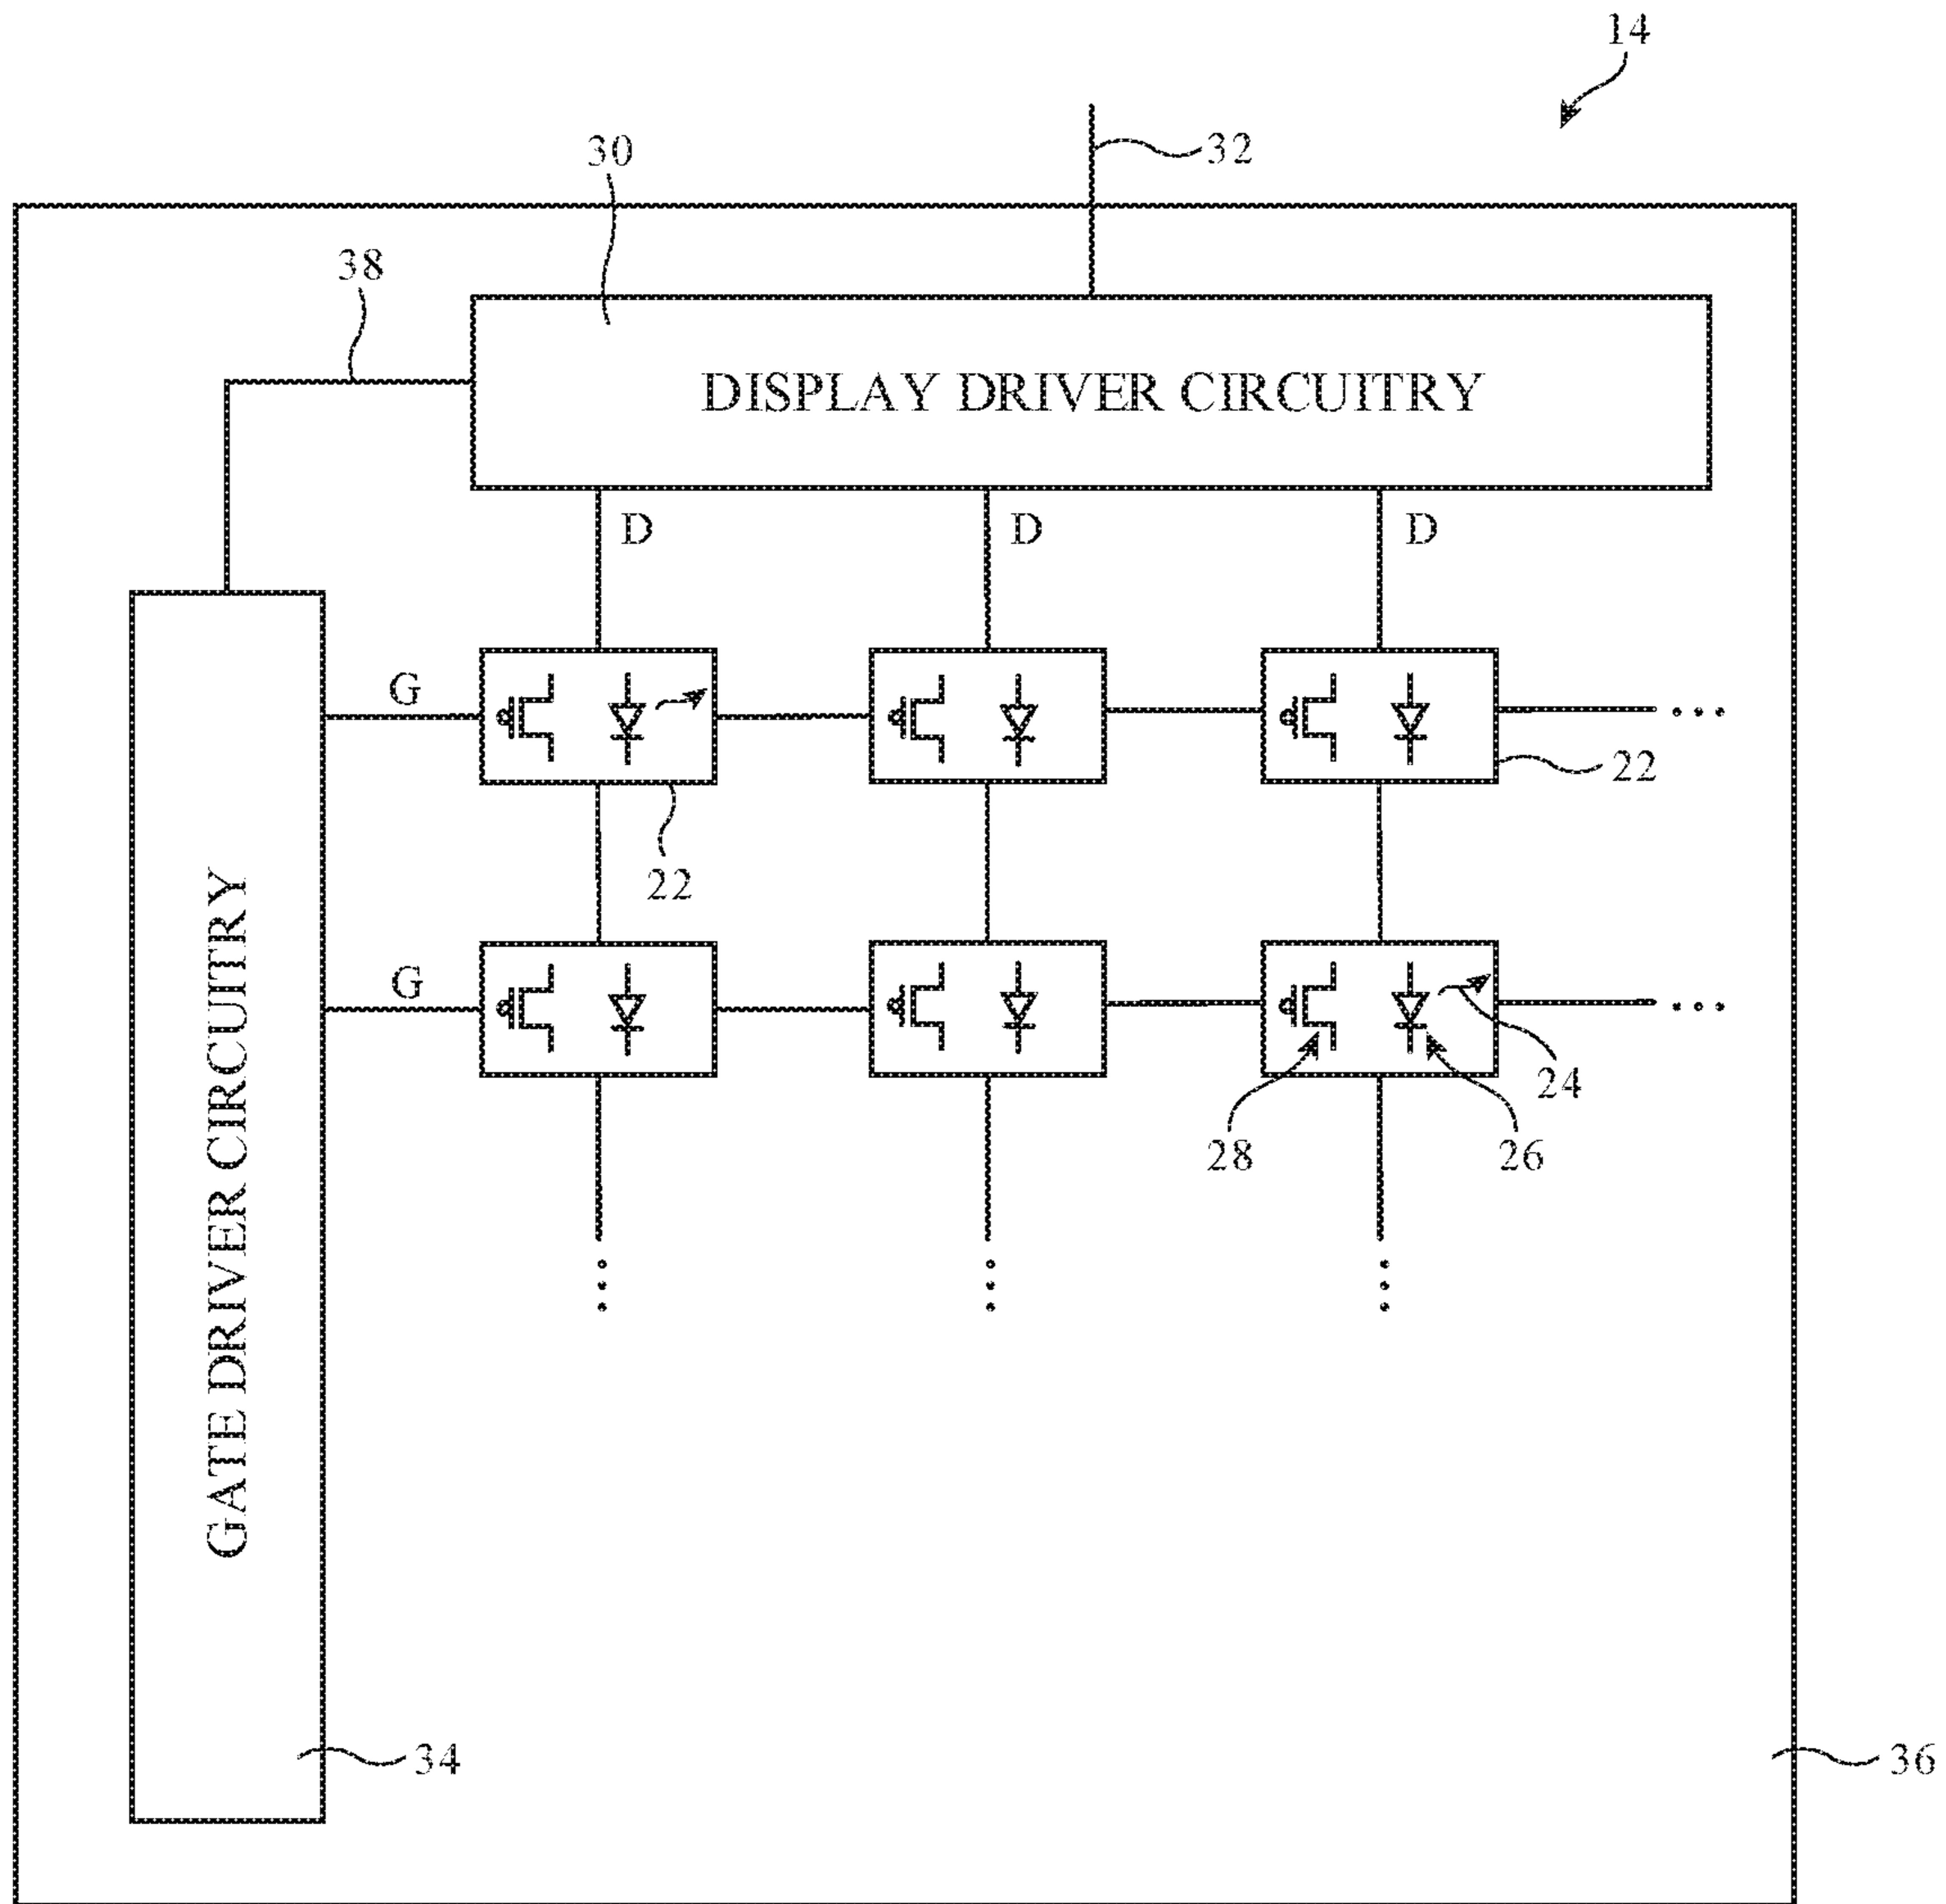 14
32
30
38
DISPLAY DRIVER CIRCUITRY
D D D
G
22
22
G
24
28 26
GATE DRIVER CIRCUITRY
34 36